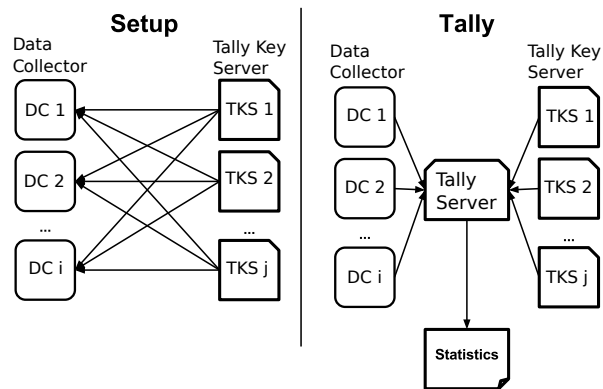 Setup
Data
Collector
Tally Key
Server
DC 1
TKS 1
DC 2
TKS 2
...
...
DC i
TKS j
Tally
Data
Collector
Tally Key
Server
DC 1
TKS 1
DC 2
Tally
Server
TKS 2
...
...
DC i
TKS j
Statistics